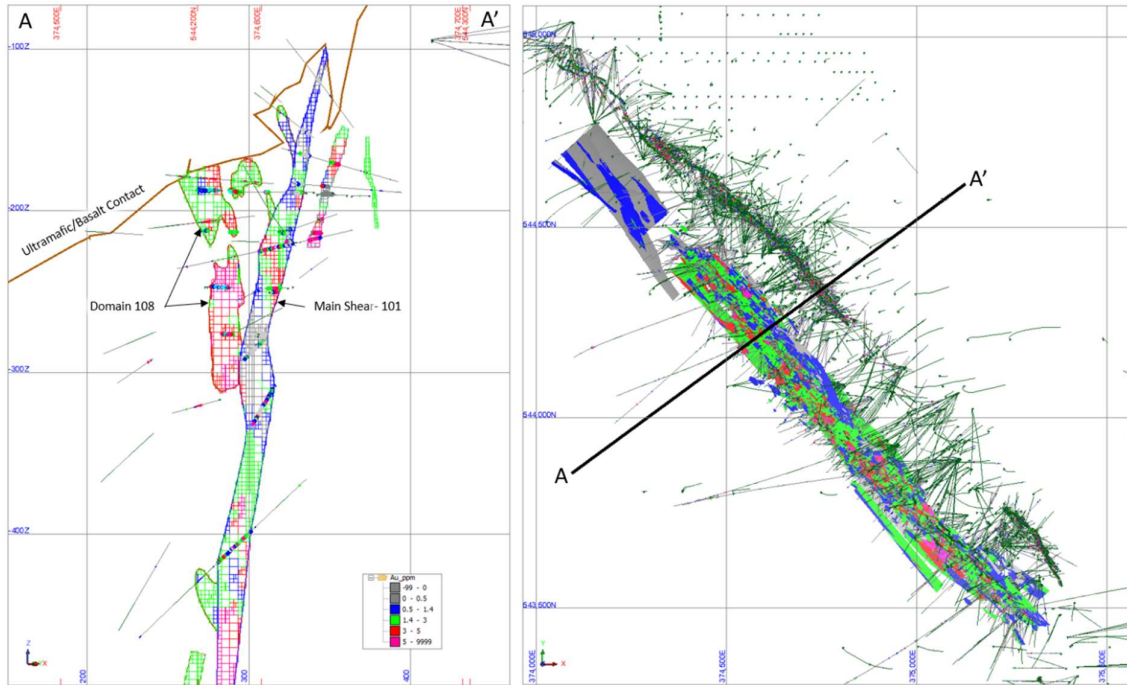 A
A'
374,500E
544,200N
374,600E
374,700E
544,300N
-100Z
-200Z
-300Z
-400Z
Ultramafic/Basalt Contact
Domain 108
Main Shear - 101
Au_ppm
-99 - 0
0 - 0.5
0.5 - 1.4
1.4 - 3
3 - 5
5 - 9999
Z
X
200
300
400
544,500N
544,000N
543,500N
A'
A
374,000E
374,500E
375,000E
Y
X